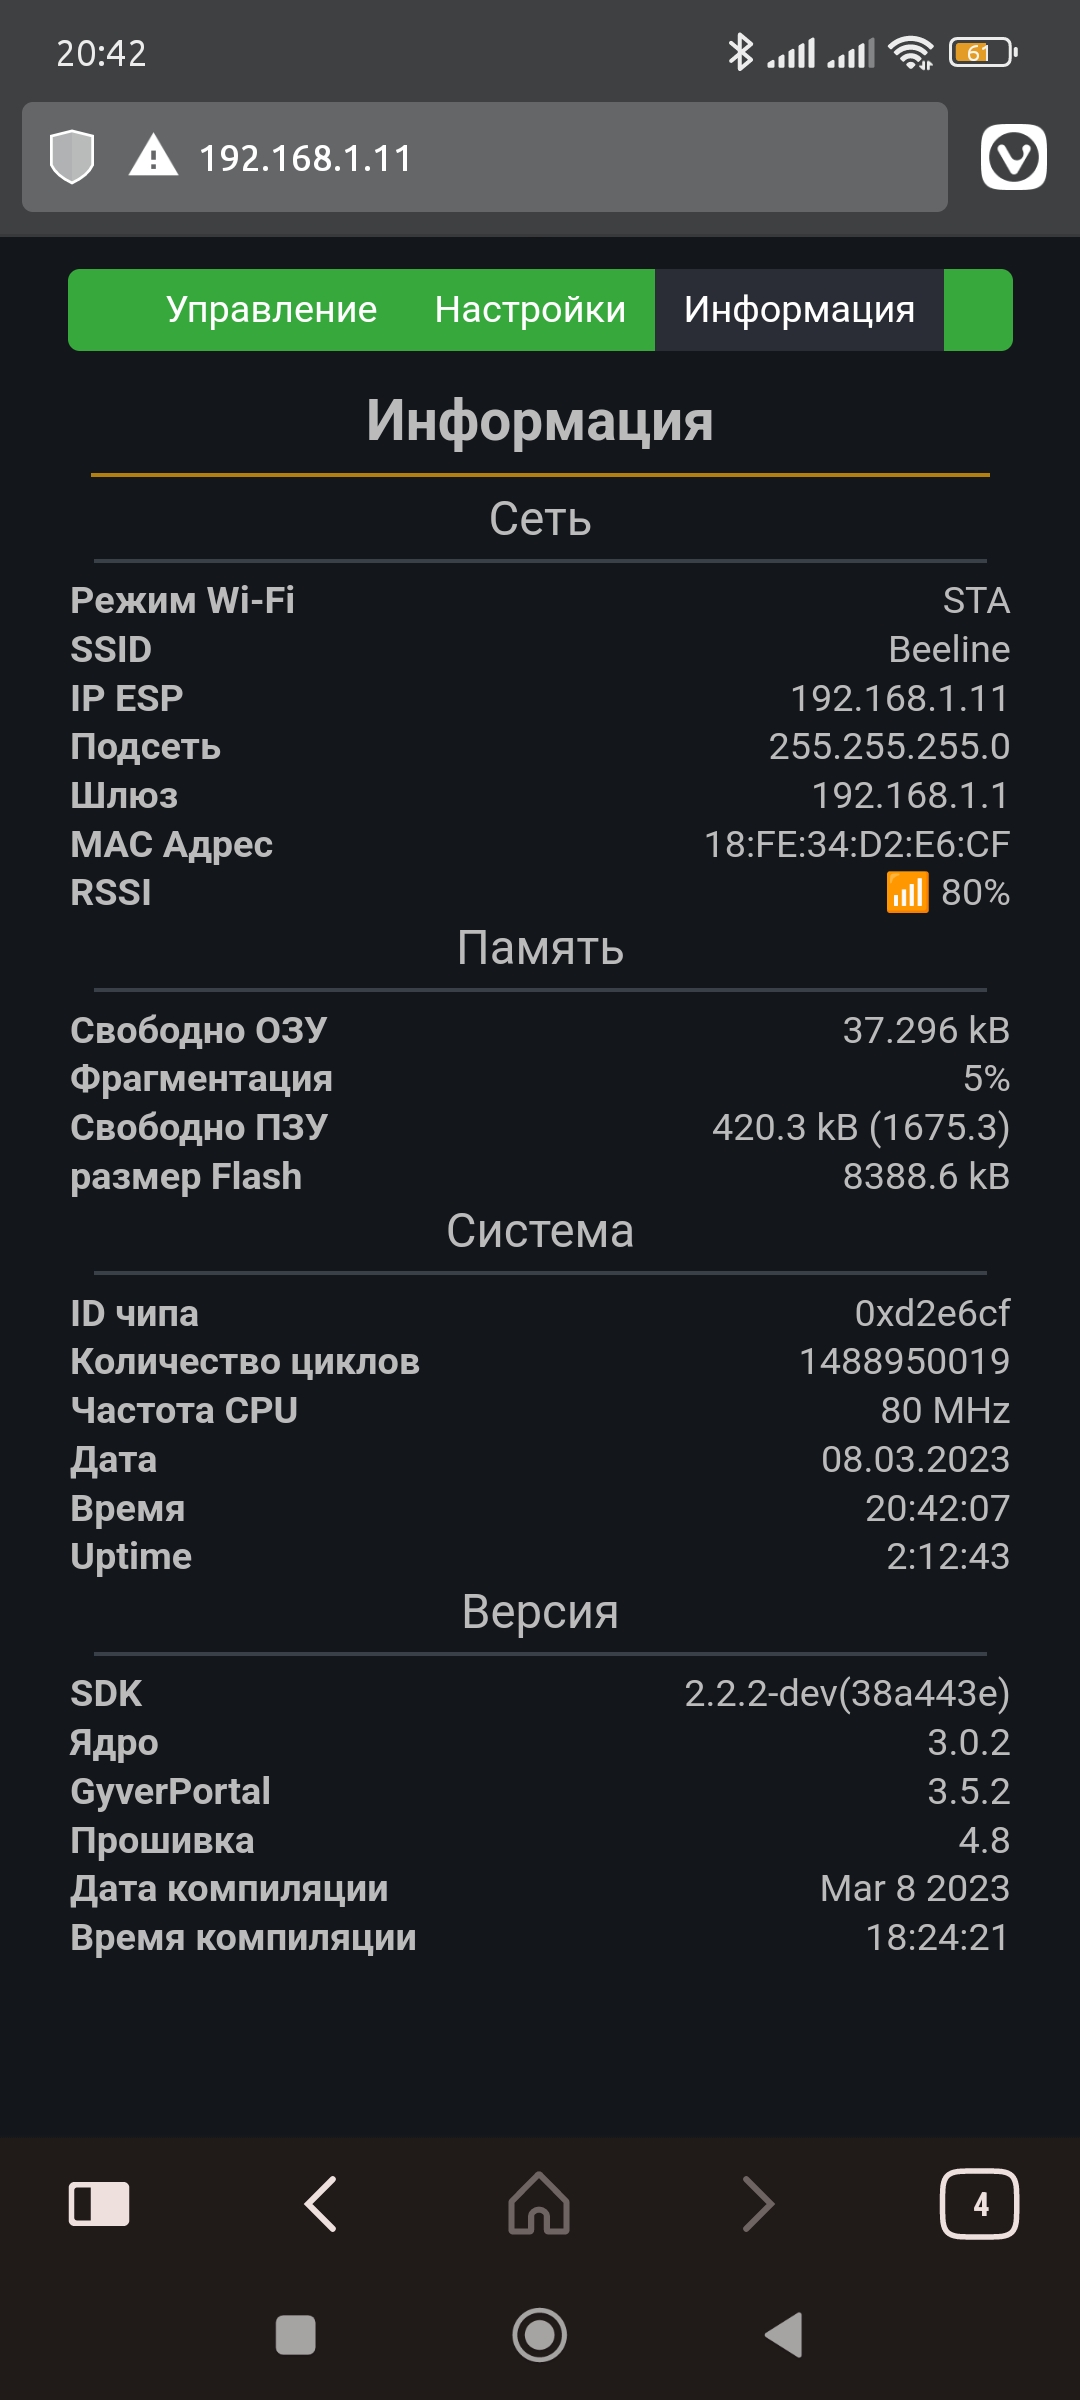 20:42
61
192.168.1.11
Управление Настройки Информация
Информация
Сеть
Режим Wi-Fi STA
SSID Beeline
IP ESP 192.168.1.11
Подсеть 255.255.255.0
Шлюз 192.168.1.1
MAC Адрес 18:FE:34:D2:E6:CF
RSSI 📶 80%
Память
Свободно ОЗУ 37.296 kB
Фрагментация 5%
Свободно ПЗУ 420.3 kB (1675.3)
размер Flash 8388.6 kB
Система
ID чипа 0xd2e6cf
Количество циклов 1488950019
Частота CPU 80 MHz
Дата 08.03.2023
Время 20:42:07
Uptime 2:12:43
Версия
SDK 2.2.2-dev(38a443e)
Ядро 3.0.2
GyverPortal 3.5.2
Прошивка 4.8
Дата компиляции Mar 8 2023
Время компиляции 18:24:21
4